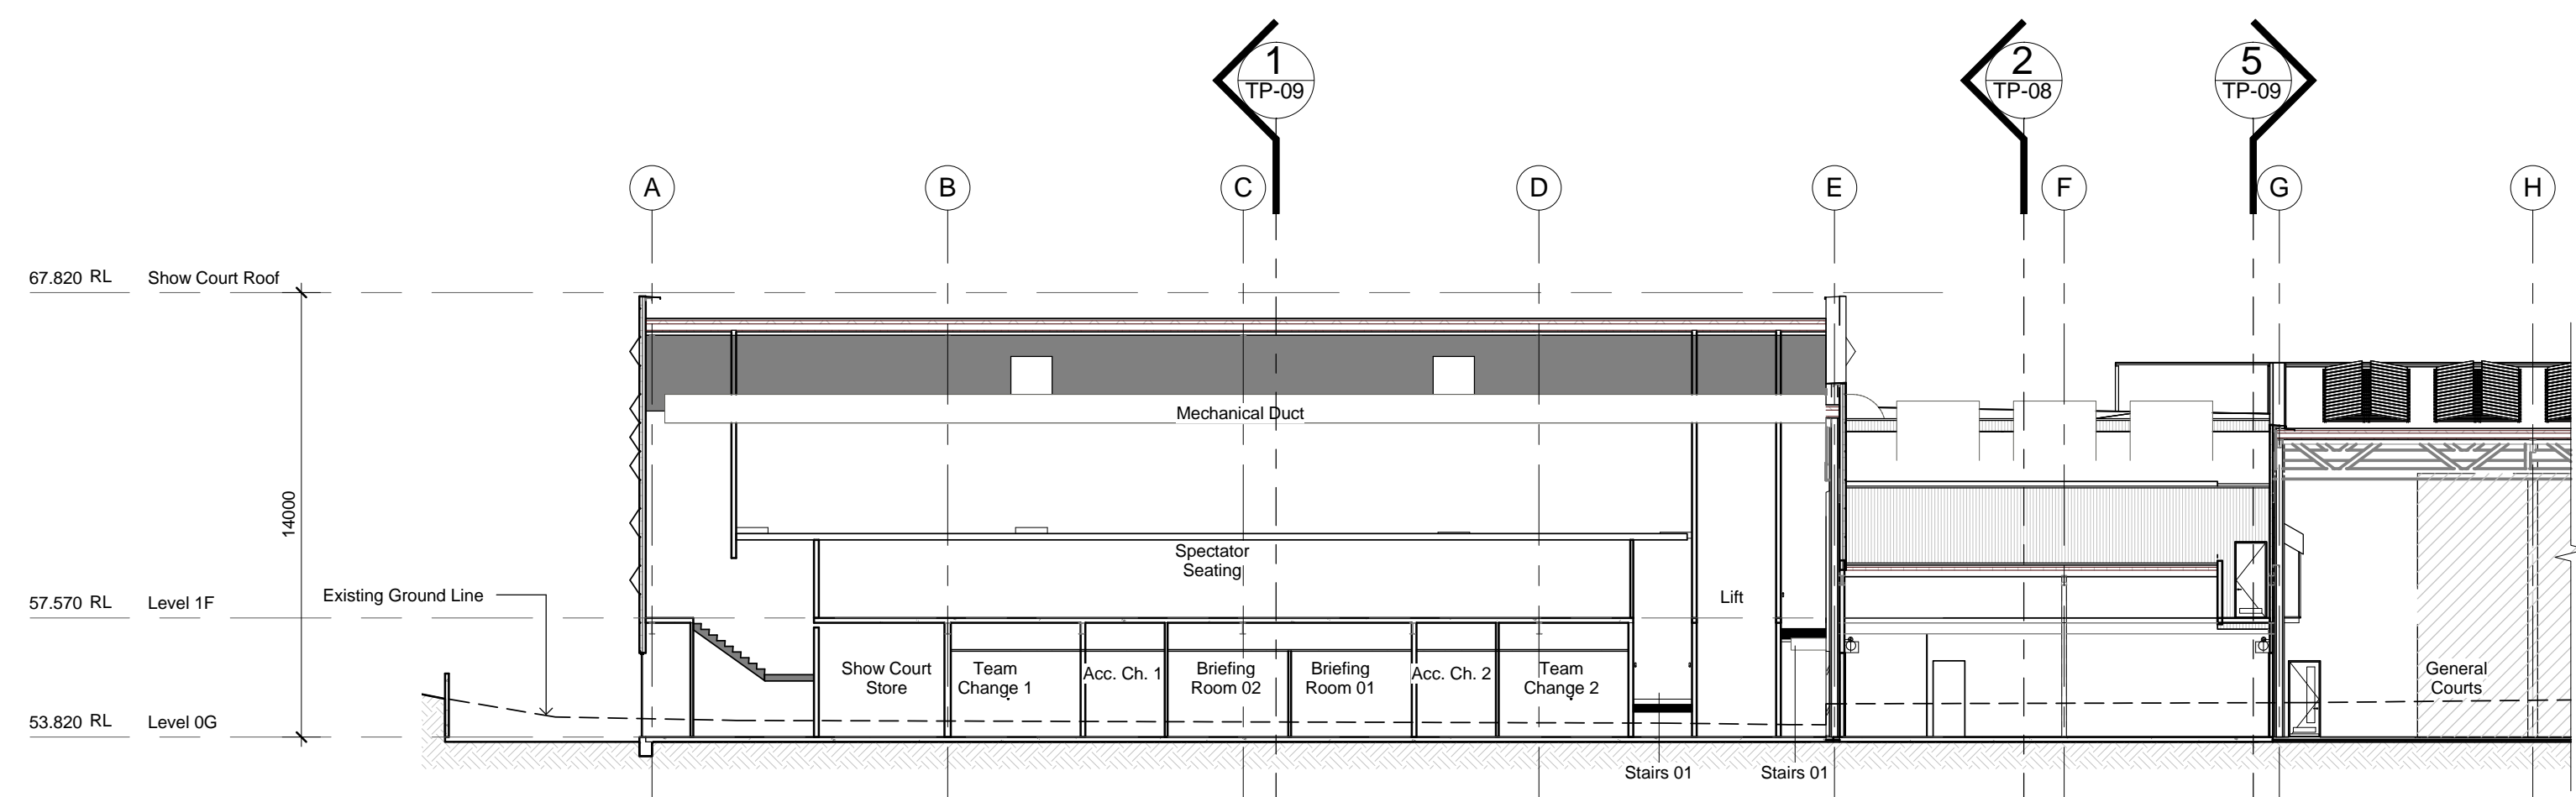 1
TP-09
2
TP-08
5
TP-09
A
B
C
D
E
F
G
H
67.820 RL Show Court Roof
Mechanical Duct
14000
Spectator
Seating
Existing Ground Line
57.570 RL Level 1F
Lift
Show Court
Store
Team
Change 1
Acc. Ch. 1
Briefing
Room 02
Briefing
Room 01
Acc. Ch. 2
Team
Change 2
General
Courts
53.820 RL Level 0G
Stairs 01
Stairs 01